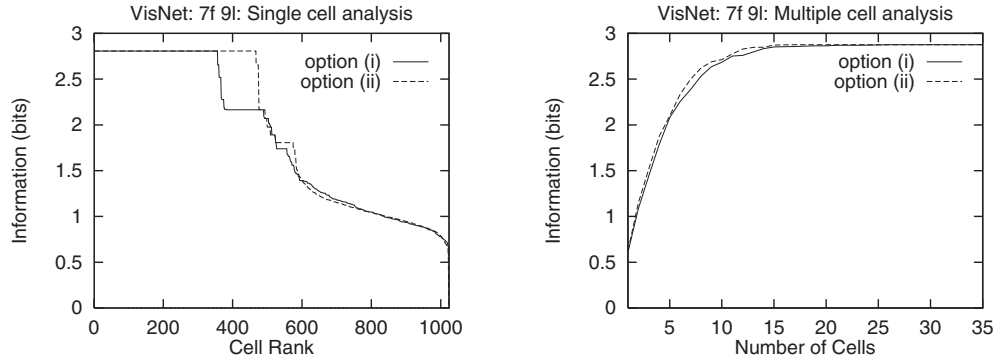 VisNet: 7f 9l: Single cell analysis
3
2.5
2
1.5
1
0.5
0
Information (bits)
option (i)
option (ii)
0 200 400 600 800 1000
Cell Rank
VisNet: 7f 9l: Multiple cell analysis
3
2.5
2
1.5
1
0.5
0
Information (bits)
option (i)
option (ii)
5 10 15 20 25 30 35
Number of Cells